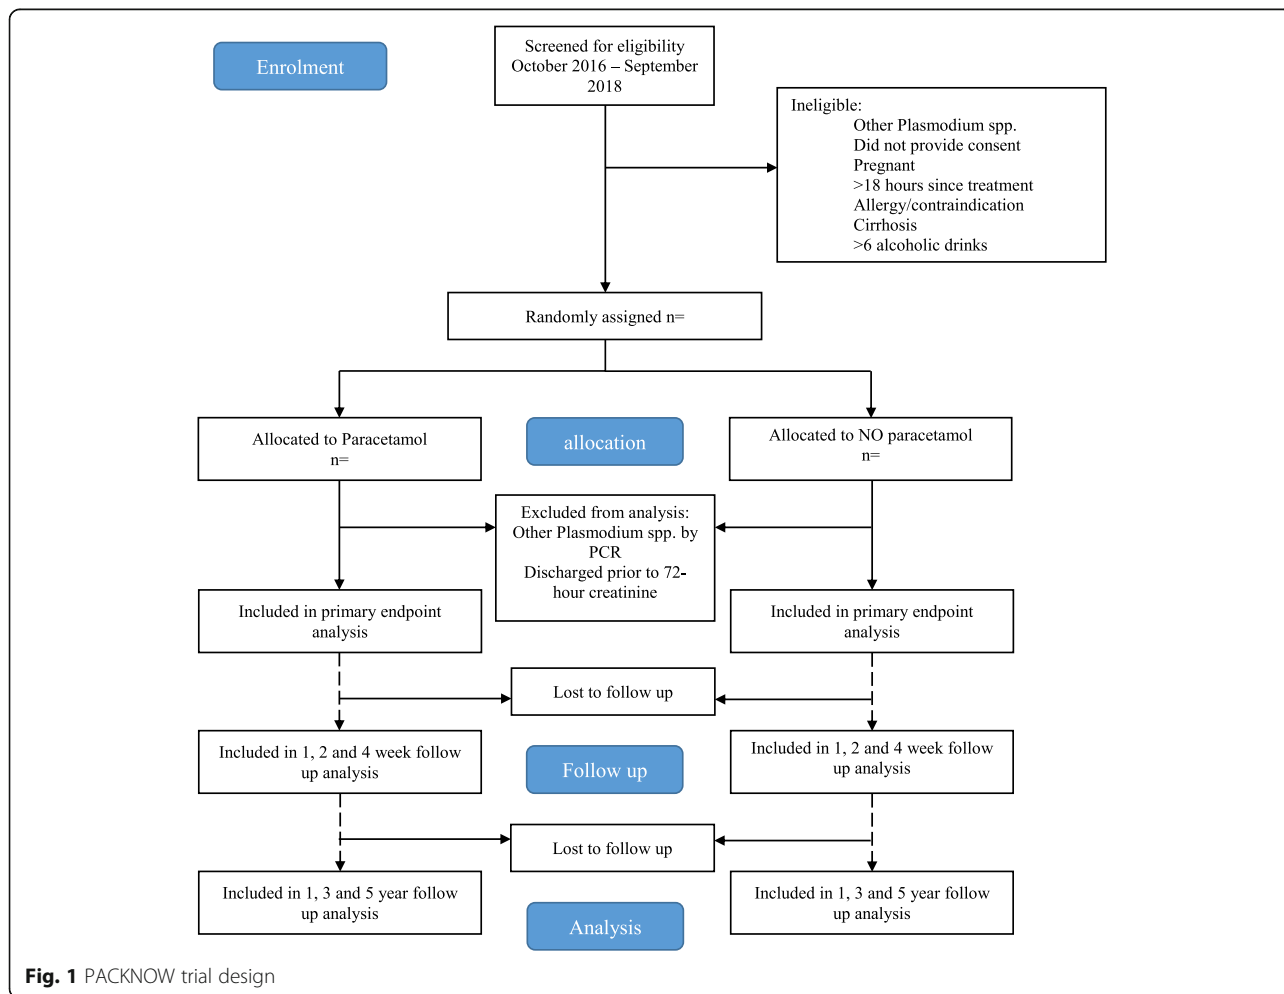 Enrolment
Screened for eligibility
October 2016 – September
2018
Ineligible:
Other Plasmodium spp.
Did not provide consent
Pregnant
>18 hours since treatment
Allergy/contraindication
Cirrhosis
>6 alcoholic drinks
Randomly assigned n=
Allocated to Paracetamol
n=
allocation
Allocated to NO paracetamol
n=
Excluded from analysis:
Other Plasmodium spp. by
PCR
Discharged prior to 72-
hour creatinine
Included in primary endpoint
analysis
Included in primary endpoint
analysis
Lost to follow up
Included in 1, 2 and 4 week follow
up analysis
Follow up
Included in 1, 2 and 4 week follow
up analysis
Lost to follow up
Included in 1, 3 and 5 year follow
up analysis
Included in 1, 3 and 5 year follow
up analysis
Analysis
Fig. 1 PACKNOW trial design